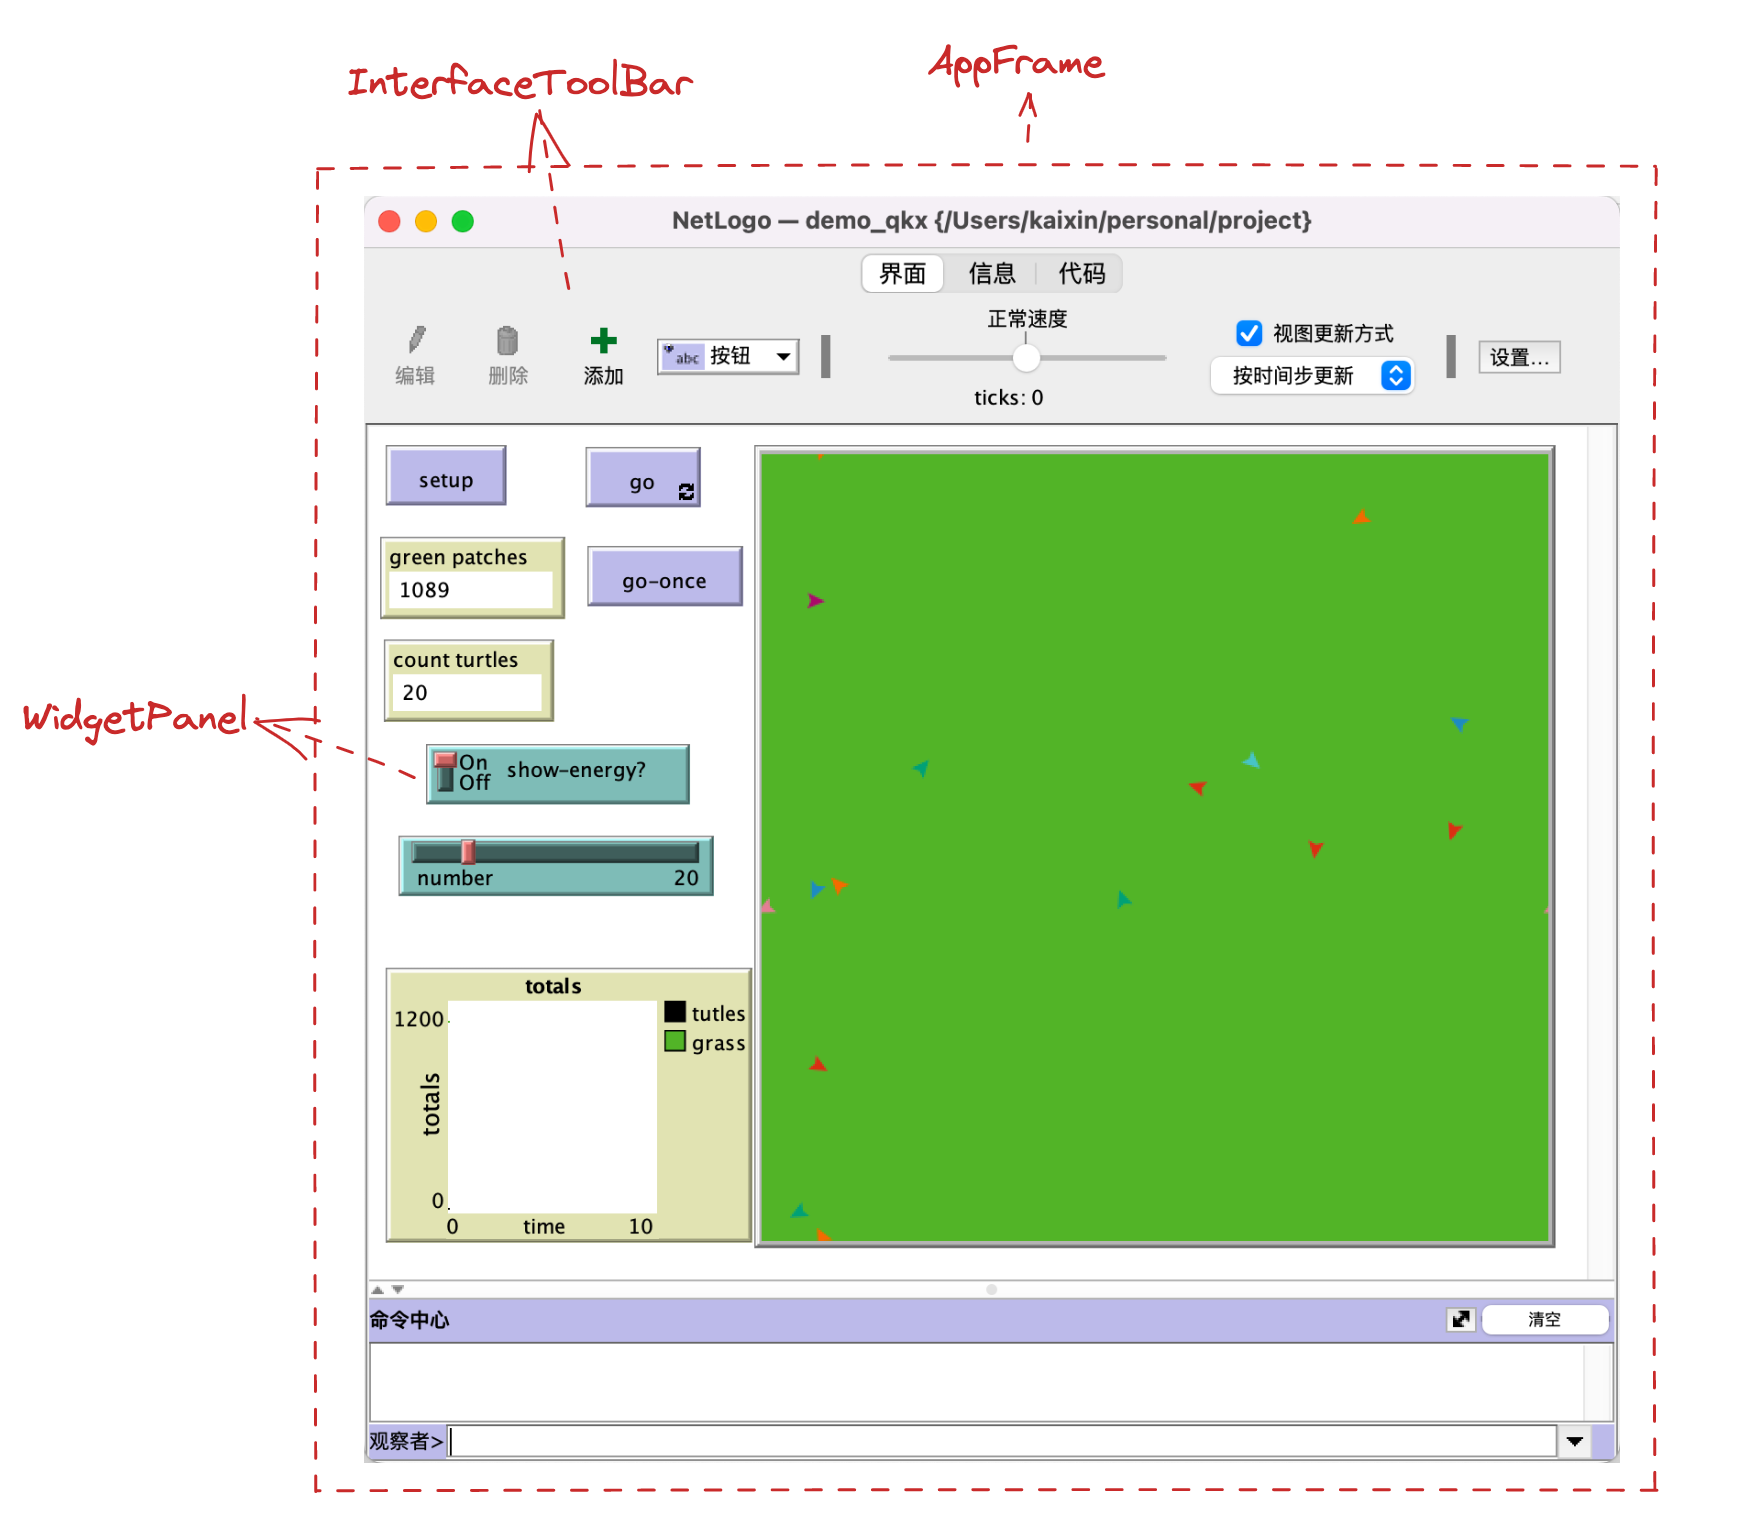 AppFrame
InterfaceToolBar
NetLogo — demo_qkx {/Users/kaixin/personal/project}
界面 信息 代码
正常速度
视图更新方式
编辑 删除 添加 abc 按钮
按时间步更新
设置...
ticks: 0
setup
go
green patches
1089
go-once
count turtles
20
WidgetPanel
On
Off
show-energy?
number 20
totals
1200
tutles
grass
totals
0
0 time 10
命令中心
清空
观察者>